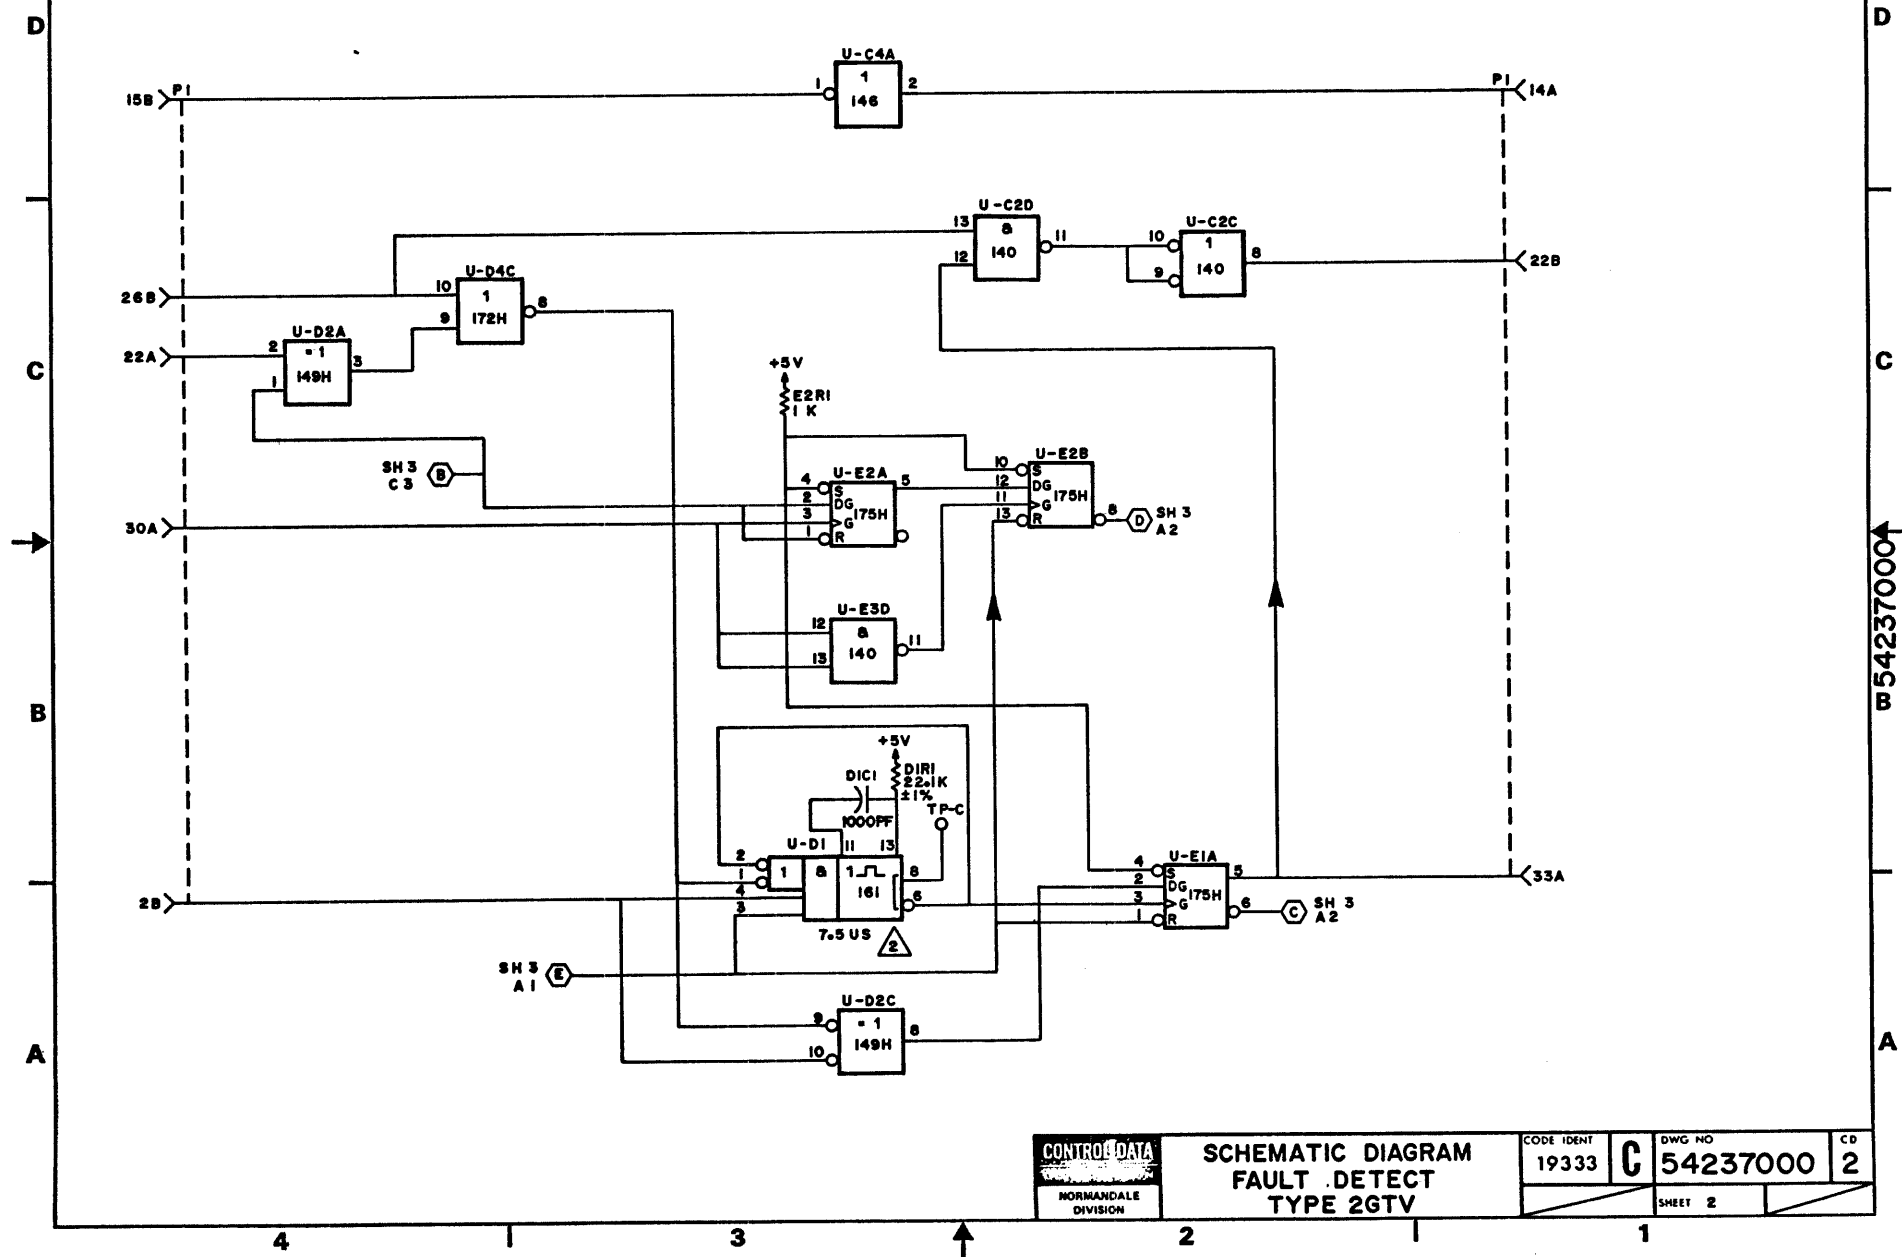 D
D
U-C4A
15B
P1
1
1
146
2
P1
14A
U-C2D
13
&
140
12
11
U-C2C
10
9
1
140
8
22B
26B
U-D4C
10
9
1
172H
8
U-D2A
22A
2
1
=1
149H
3
C
C
+5V
E2R1
1 K
SH 3
C 3
B
U-E2A
4
2
3
1
S
DG
G
R
175H
5
U-E2B
10
12
11
13
S
DG
G
R
175H
8
D
SH 3
A 2
30A
54237000
U-E3D
12
13
&
140
11
B
B
+5V
D1C1
D1R1
22.1K
±1%
1000PF
TP-C
U-D1
11
13
2
1
4
3
1
&
1
161
8
6
7.5 US
2
2B
U-E1A
4
2
3
1
S
DG
G
R
175H
5
6
C
SH 3
A 2
33A
SH 3
A 1
E
U-D2C
9
10
=1
149H
8
A
A
CONTROL DATA
NORMANDALE
DIVISION
SCHEMATIC DIAGRAM
FAULT DETECT
TYPE 2GTV
CODE IDENT
19333
C
DWG NO
54237000
CD
2
SHEET 2
4
3
2
1